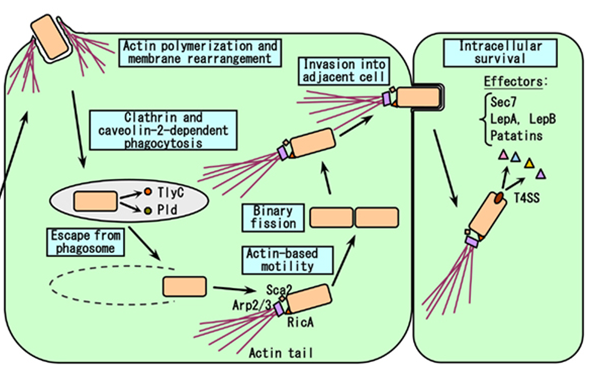 Actin polymerization and
membrane rearrangement
Clathrin and
caveolin-2-dependent
phagocytosis
TlyC
Pld
Escape from
phagosome
Actin-based
motility
Sca2
Arp2/3
RicA
Actin tail
Binary
fission
Invasion into
adjacent cell
Intracellular
survival
Effectors:
Sec7
LepA, LepB
Patatins
T4SS